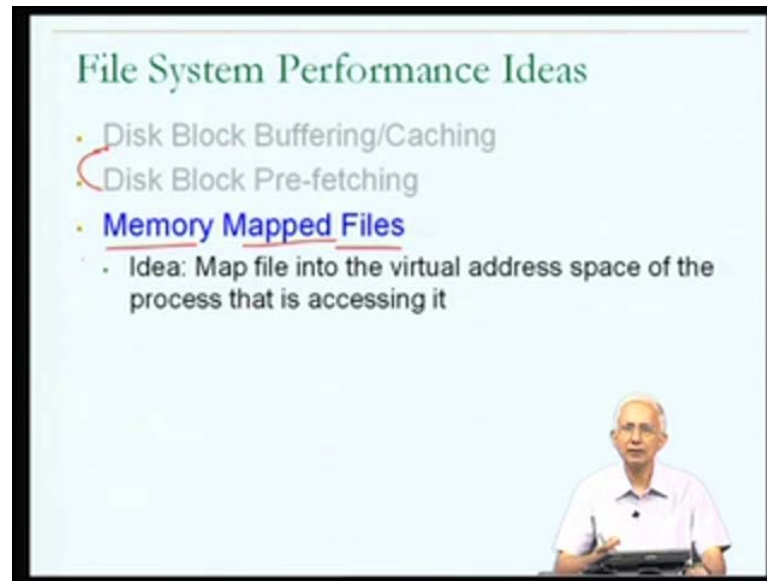 File System Performance Ideas
• Disk Block Buffering/Caching
• Disk Block Pre-fetching
• Memory Mapped Files
• Idea: Map file into the virtual address space of the
process that is accessing it